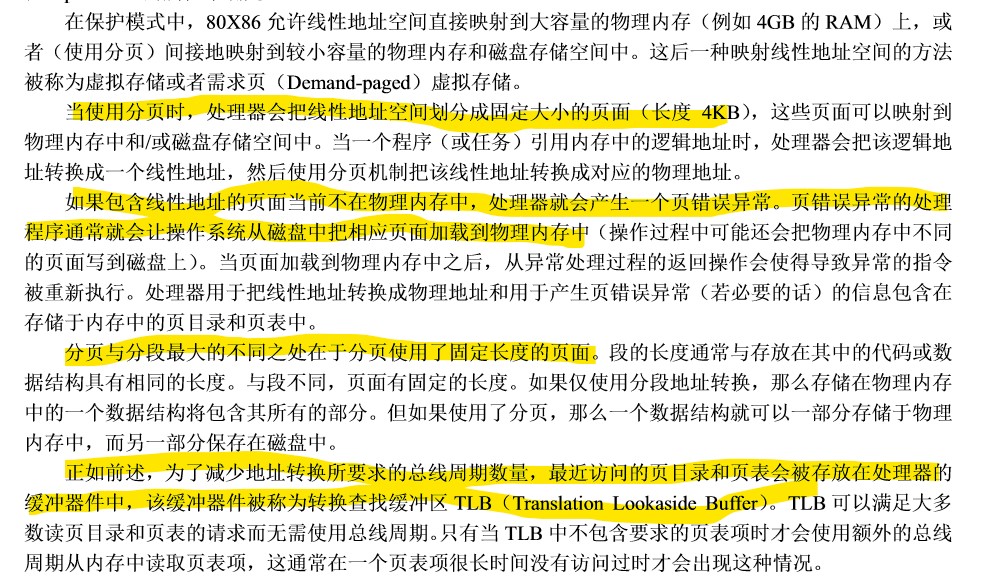 在保护模式中，80X86 允许线性地址空间直接映射到大容量的物理内存（例如 4GB 的 RAM）上，或
者（使用分页）间接地映射到较小容量的物理内存和磁盘存储空间中。这后一种映射线性地址空间的方法
被称为虚拟存储或者需求页（Demand-paged）虚拟存储。
当使用分页时，处理器会把线性地址空间划分成固定大小的页面（长度 4KB），这些页面可以映射到
物理内存中和/或磁盘存储空间中。当一个程序（或任务）引用内存中的逻辑地址时，处理器会把该逻辑地
址转换成一个线性地址，然后使用分页机制把该线性地址转换成对应的物理地址。
如果包含线性地址的页面当前不在物理内存中，处理器就会产生一个页错误异常。页错误异常的处理
程序通常就会让操作系统从磁盘中把相应页面加载到物理内存中（操作过程中可能还会把物理内存中不同
的页面写到磁盘上）。当页面加载到物理内存中之后，从异常处理过程的返回操作会使得导致异常的指令
被重新执行。处理器用于把线性地址转换成物理地址和用于产生页错误异常（若必要的话）的信息包含在
存储于内存中的页目录和页表中。
分页与分段最大的不同之处在于分页使用了固定长度的页面。段的长度通常与存放在其中的代码或数
据结构具有相同的长度。与段不同，页面有固定的长度。如果仅使用分段地址转换，那么存储在物理内存
中的一个数据结构将包含其所有的部分。但如果使用了分页，那么一个数据结构就可以一部分存储于物理
内存中，而另一部分保存在磁盘中。
正如前述，为了减少地址转换所要求的总线周期数量，最近访问的页目录和页表会被存放在处理器的
缓冲器件中，该缓冲器件被称为转换查找缓冲区 TLB（Translation Lookaside Buffer）。TLB 可以满足大多
数读页目录和页表的请求而无需使用总线周期。只有当 TLB 中不包含要求的页表项时才会使用额外的总线
周期从内存中读取页表项，这通常在一个页表项很长时间没有访问过时才会出现这种情况。